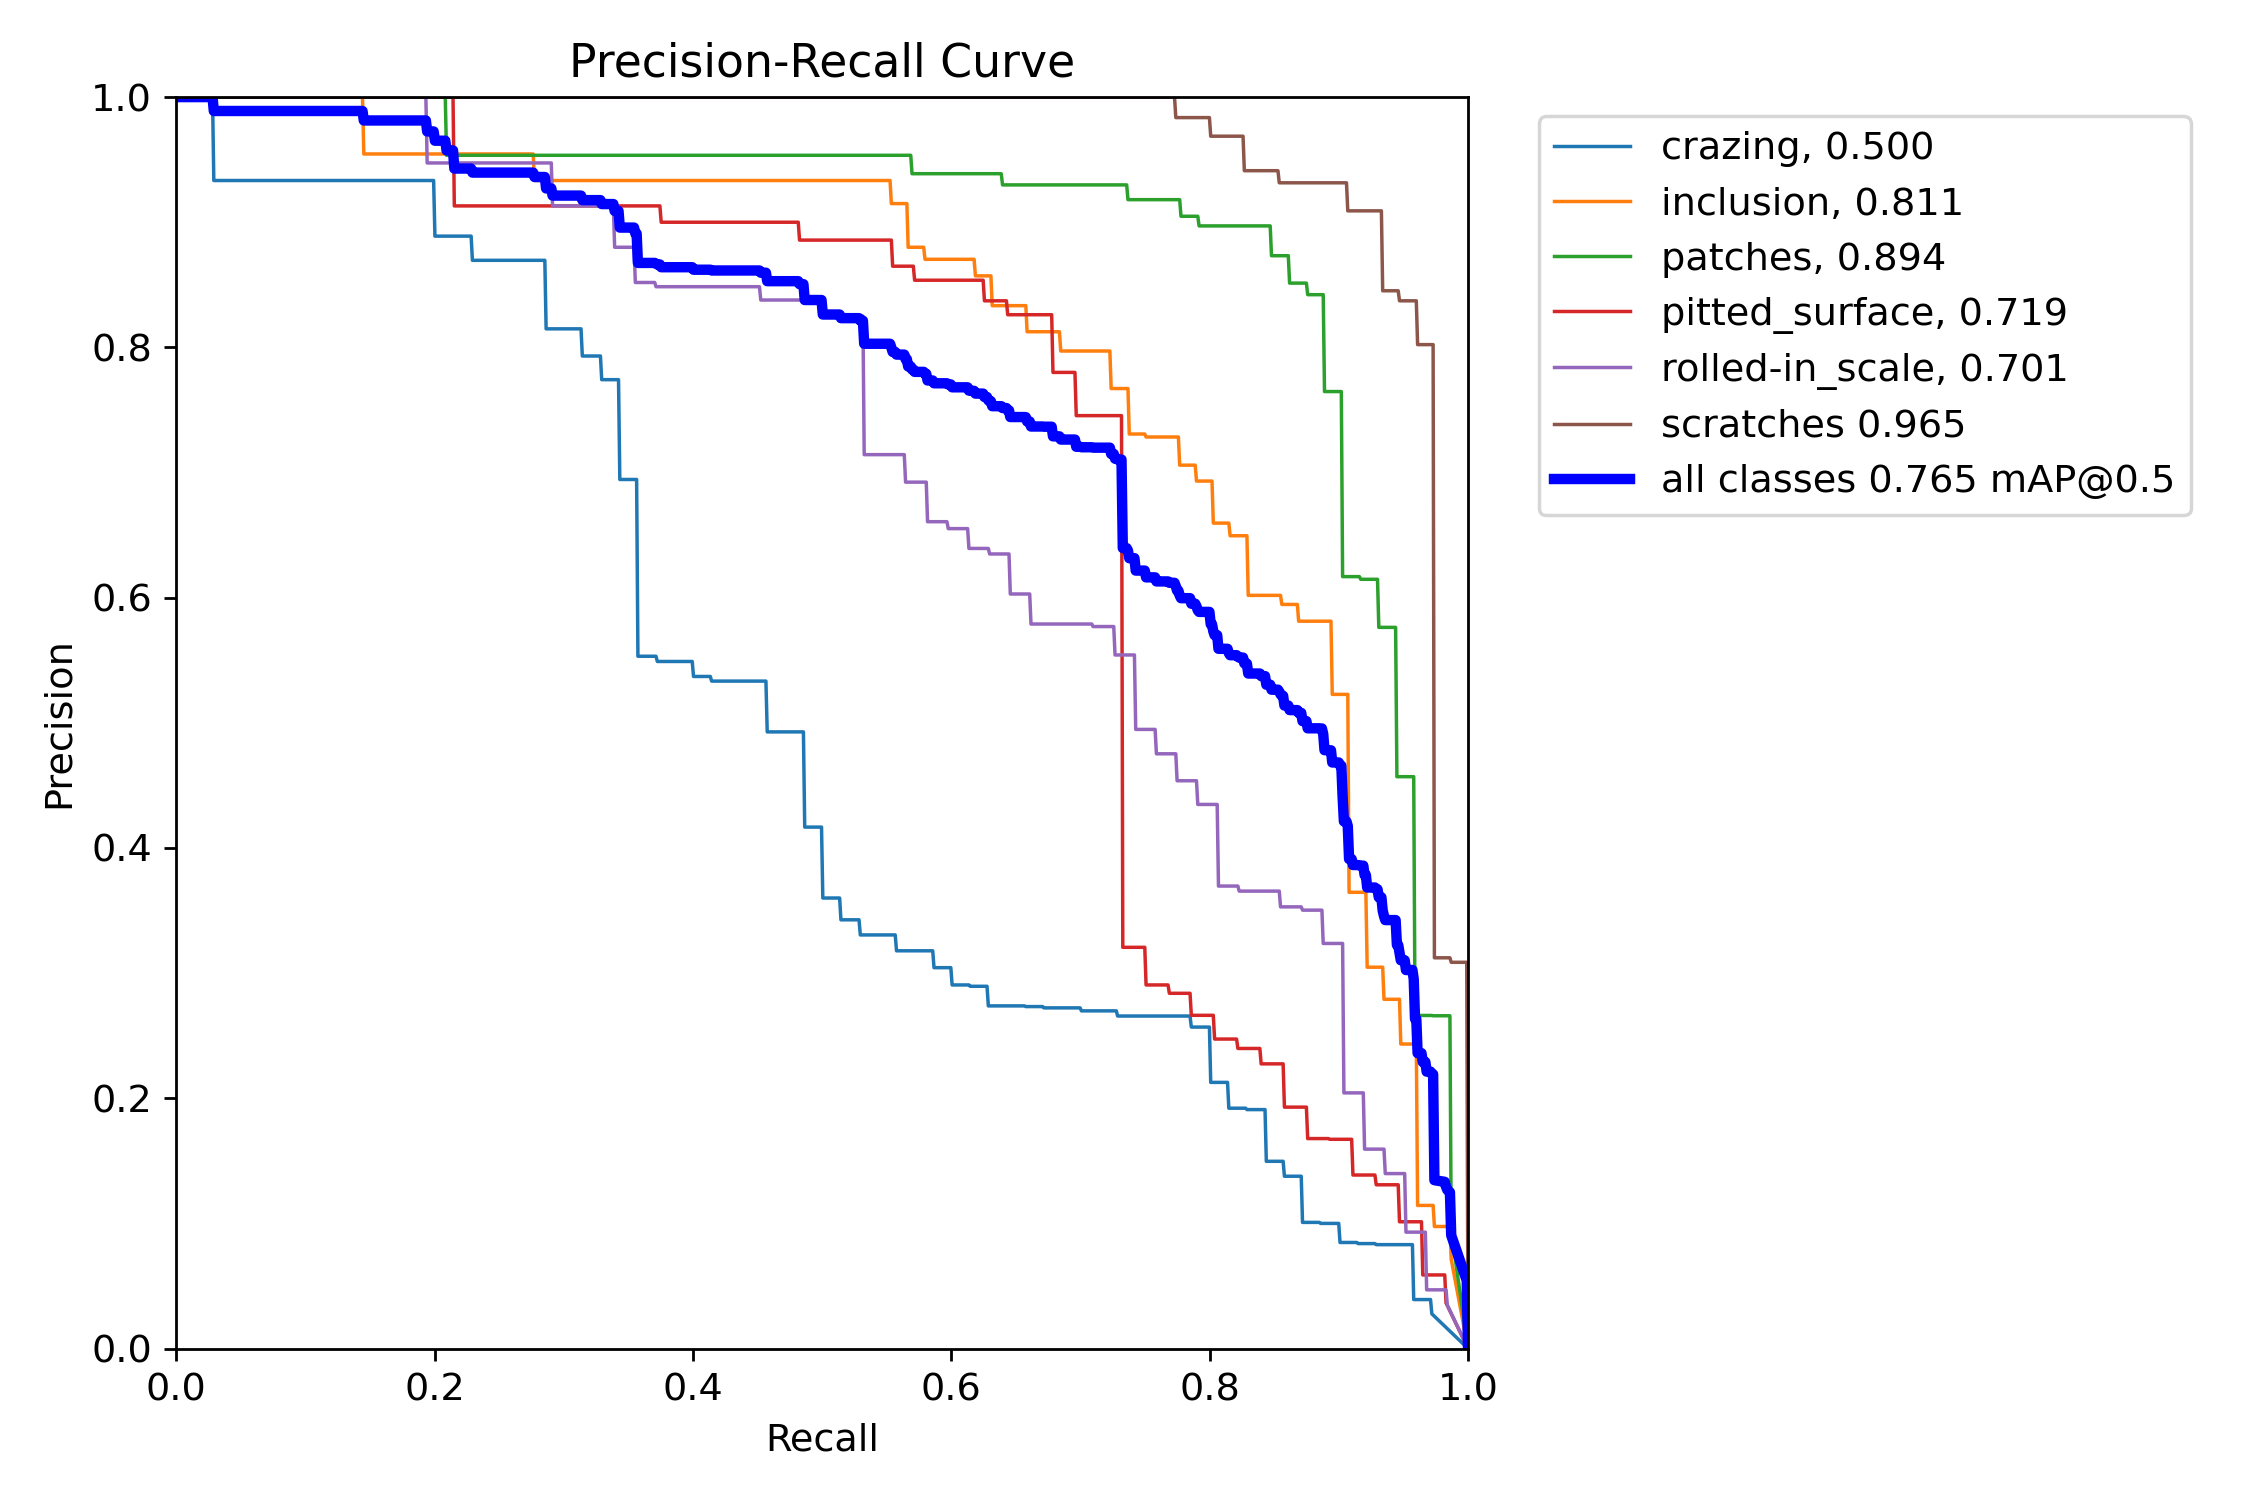 Precision-Recall Curve
1.0
0.8
0.6
0.4
0.2
0.0
Precision
0.0 0.2 0.4 0.6 0.8 1.0
Recall
crazing, 0.500
inclusion, 0.811
patches, 0.894
pitted_surface, 0.719
rolled-in_scale, 0.701
scratches 0.965
all classes 0.765 mAP@0.5